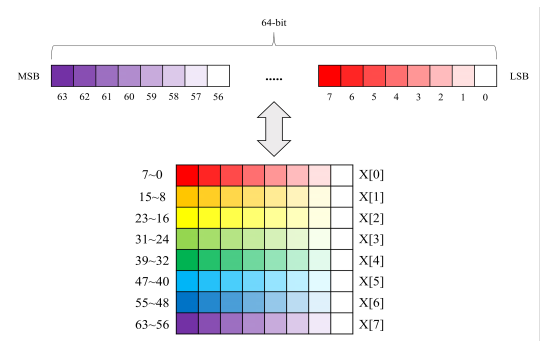 64-bit
MSB ..... LSB
63 62 61 60 59 58 57 56 7 6 5 4 3 2 1 0
7~0 X[0]
15~8 X[1]
23~16 X[2]
31~24 X[3]
39~32 X[4]
47~40 X[5]
55~48 X[6]
63~56 X[7]